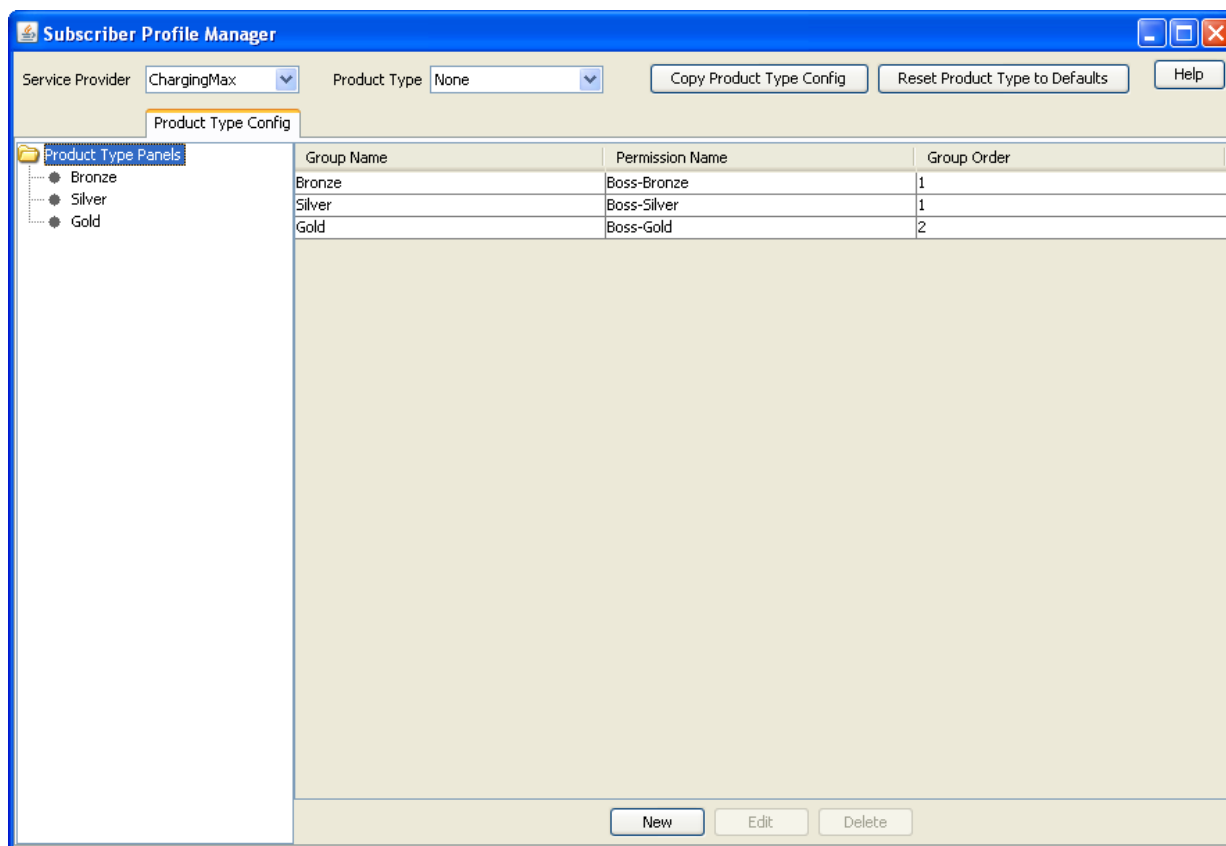 Subscriber Profile Manager
Service Provider ChargingMax Product Type None Copy Product Type Config Reset Product Type to Defaults Help
Product Type Config
Product Type Panels
Bronze
Silver
Gold
Group Name Permission Name Group Order
Bronze Boss-Bronze 1
Silver Boss-Silver 1
Gold Boss-Gold 2
New Edit Delete